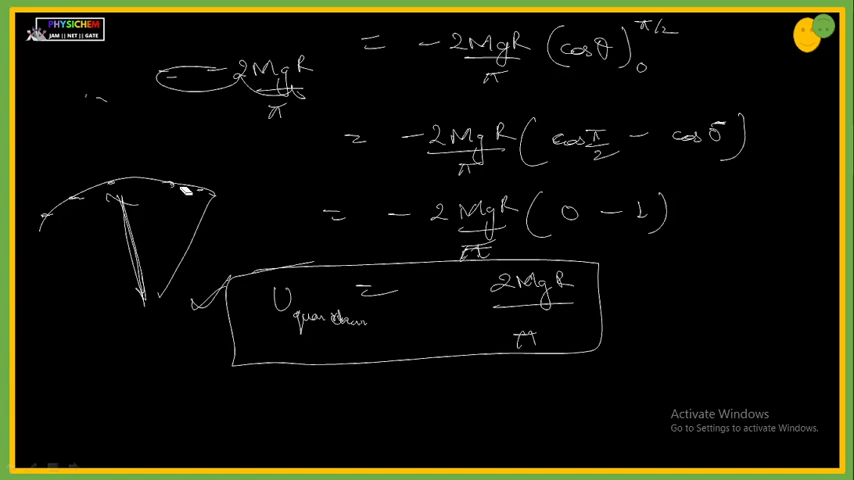 PHYSICHEM
JAM || NET || GATE
= - 2MgR/π (cosθ)₀^π/2
- 2MgR/π
= - 2MgR/π (cos π/2 - cos 0)
= - 2MgR/π (0 - 1)
U = 2MgR/π
Activate Windows
Go to Settings to activate Windows.